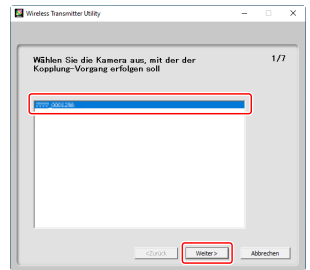 Wireless Transmitter Utility
Wählen Sie die Kamera aus, mit der der
Kopplung-Vorgang erfolgen soll
1/7
7777_0001286
<Zurück
Weiter>
Abbrechen